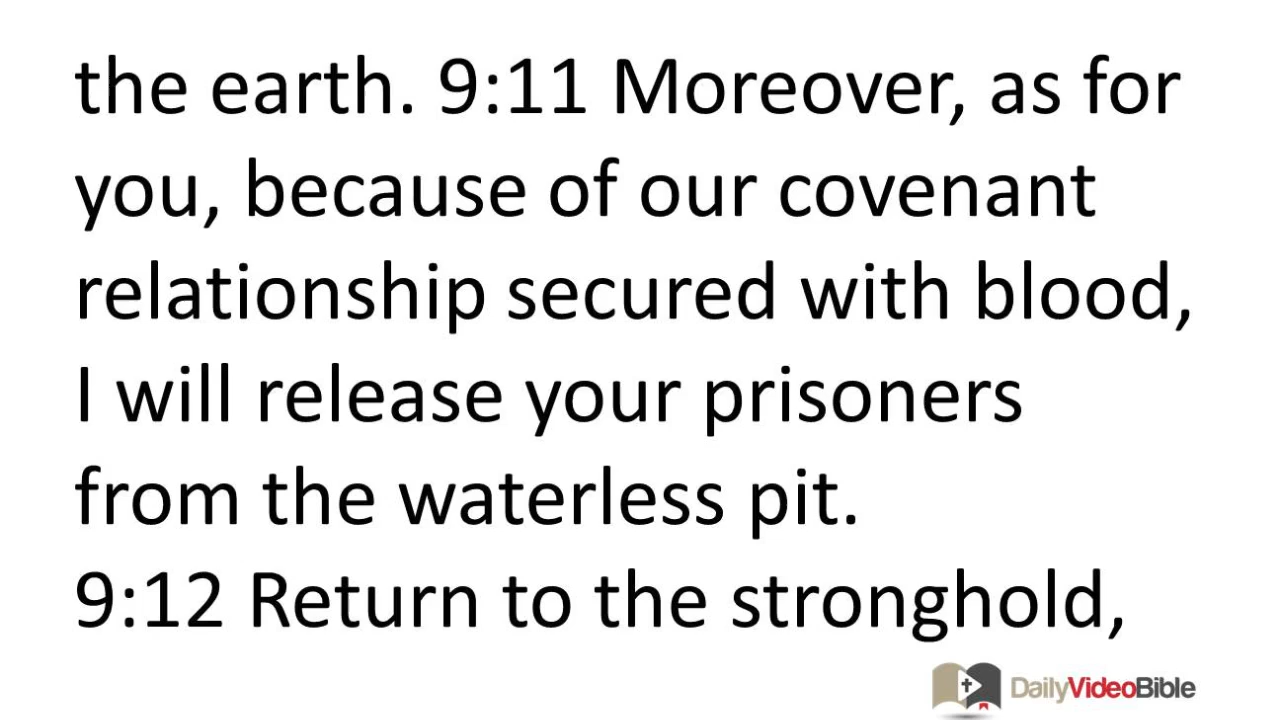 the earth. 9:11 Moreover, as for
you, because of our covenant
relationship secured with blood,
I will release your prisoners
from the waterless pit.
9:12 Return to the stronghold,
DailyVideoBible